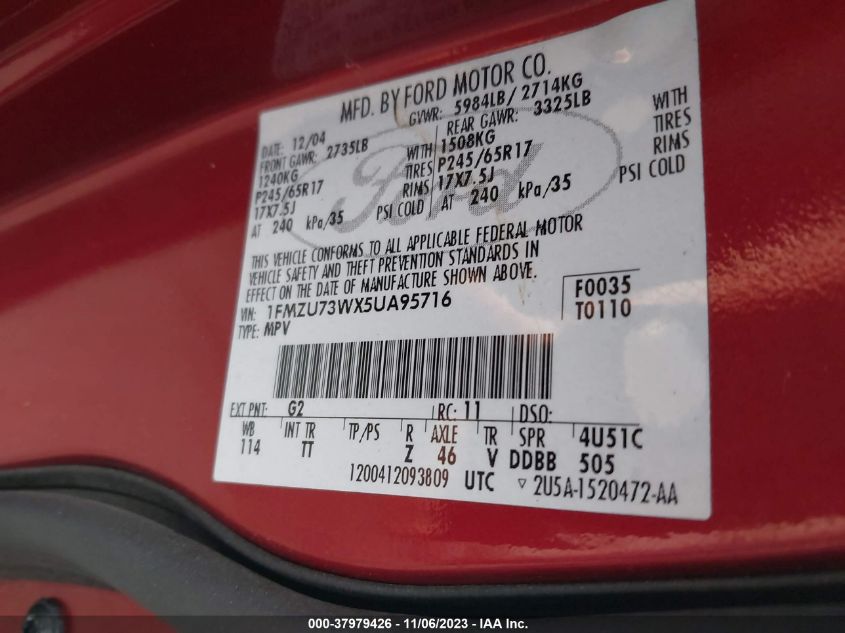 MFD. BY FORD MOTOR CO.
DATE: 12/04 GVWR: 5984LB/ 2714KG
FRONT GAWR: 2735LB REAR GAWR: 3325LB
1240KG WITH 1508KG WITH
P245/65R17 TIRES P245/65R17 TIRES
17X7.5J RIMS 17X7.5J RIMS
AT 240 kPa/35 PSI COLD AT 240 kPa/35 PSI COLD
Ford
THIS VEHICLE CONFORMS TO ALL APPLICABLE FEDERAL MOTOR
VEHICLE SAFETY AND THEFT PREVENTION STANDARDS IN
EFFECT ON THE DATE OF MANUFACTURE SHOWN ABOVE.
VIN: 1FMZU73WX5UA95716 F0035
TYPE: MPV T0110
EXT PNT: G2 RC: 11 DSO:
WB INT TR TP/PS R AXLE TR SPR 4U51C
114 TT Z 46 V DDBB 505
1200412093809 UTC ▽ 2U5A-1520472-AA
000-37979426 - 11/06/2023 - IAA Inc.